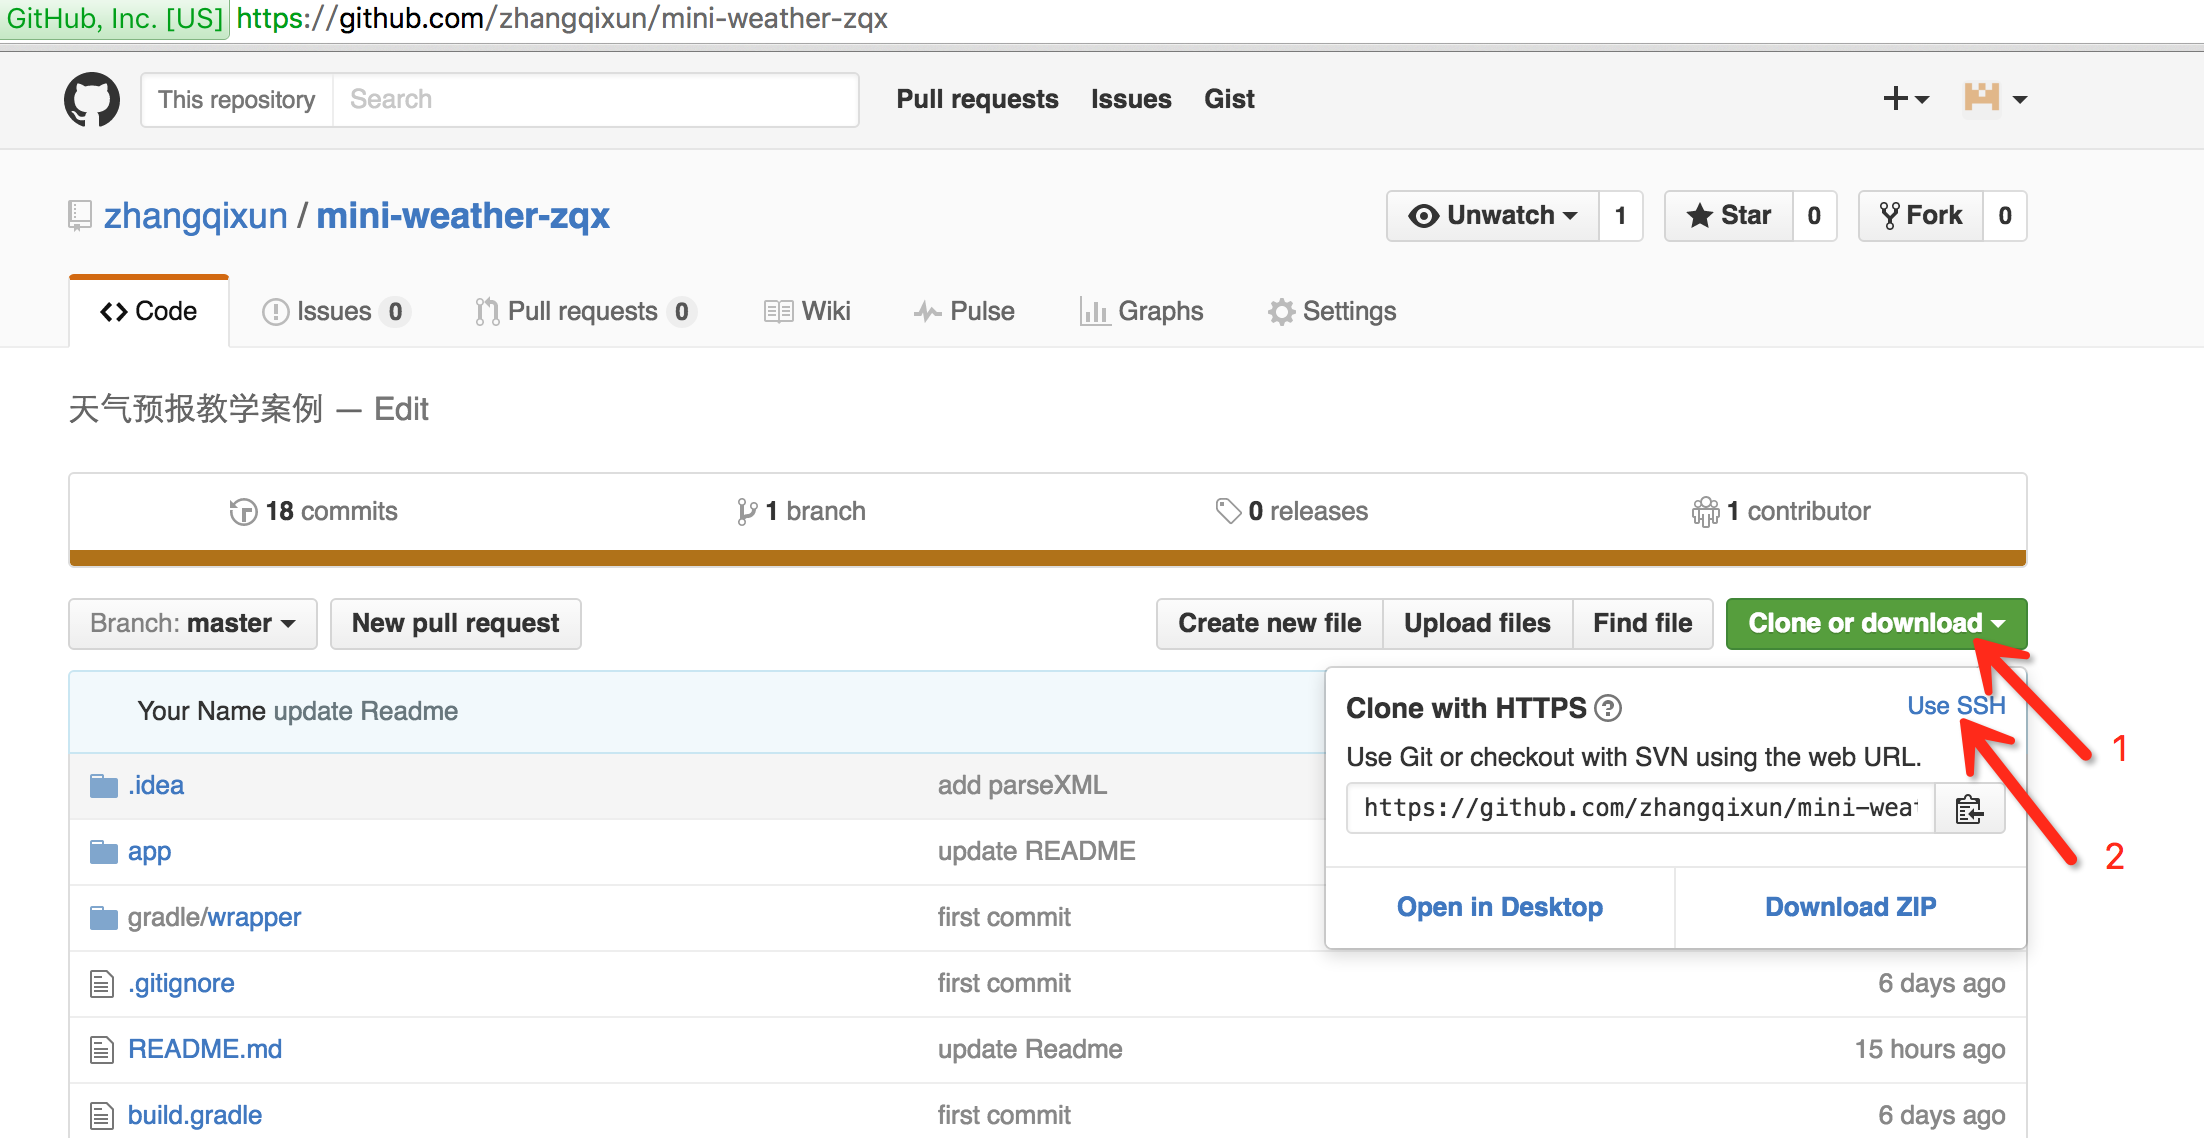 GitHub, Inc. [US] https://github.com/zhangqixun/mini-weather-zqx
This repository Search Pull requests Issues Gist
zhangqixun / mini-weather-zqx Unwatch 1 Star 0 Fork 0
Code Issues 0 Pull requests 0 Wiki Pulse Graphs Settings
天气预报教学案例 — Edit
18 commits 1 branch 0 releases 1 contributor
Branch: master New pull request Create new file Upload files Find file Clone or download
Your Name update Readme
Clone with HTTPS ? Use SSH
1
Use Git or checkout with SVN using the web URL.
.idea add parseXML
https://github.com/zhangqixun/mini-weat
app update README
2
gradle/wrapper first commit
Open in Desktop Download ZIP
.gitignore first commit 6 days ago
README.md update Readme 15 hours ago
build.gradle first commit 6 days ago